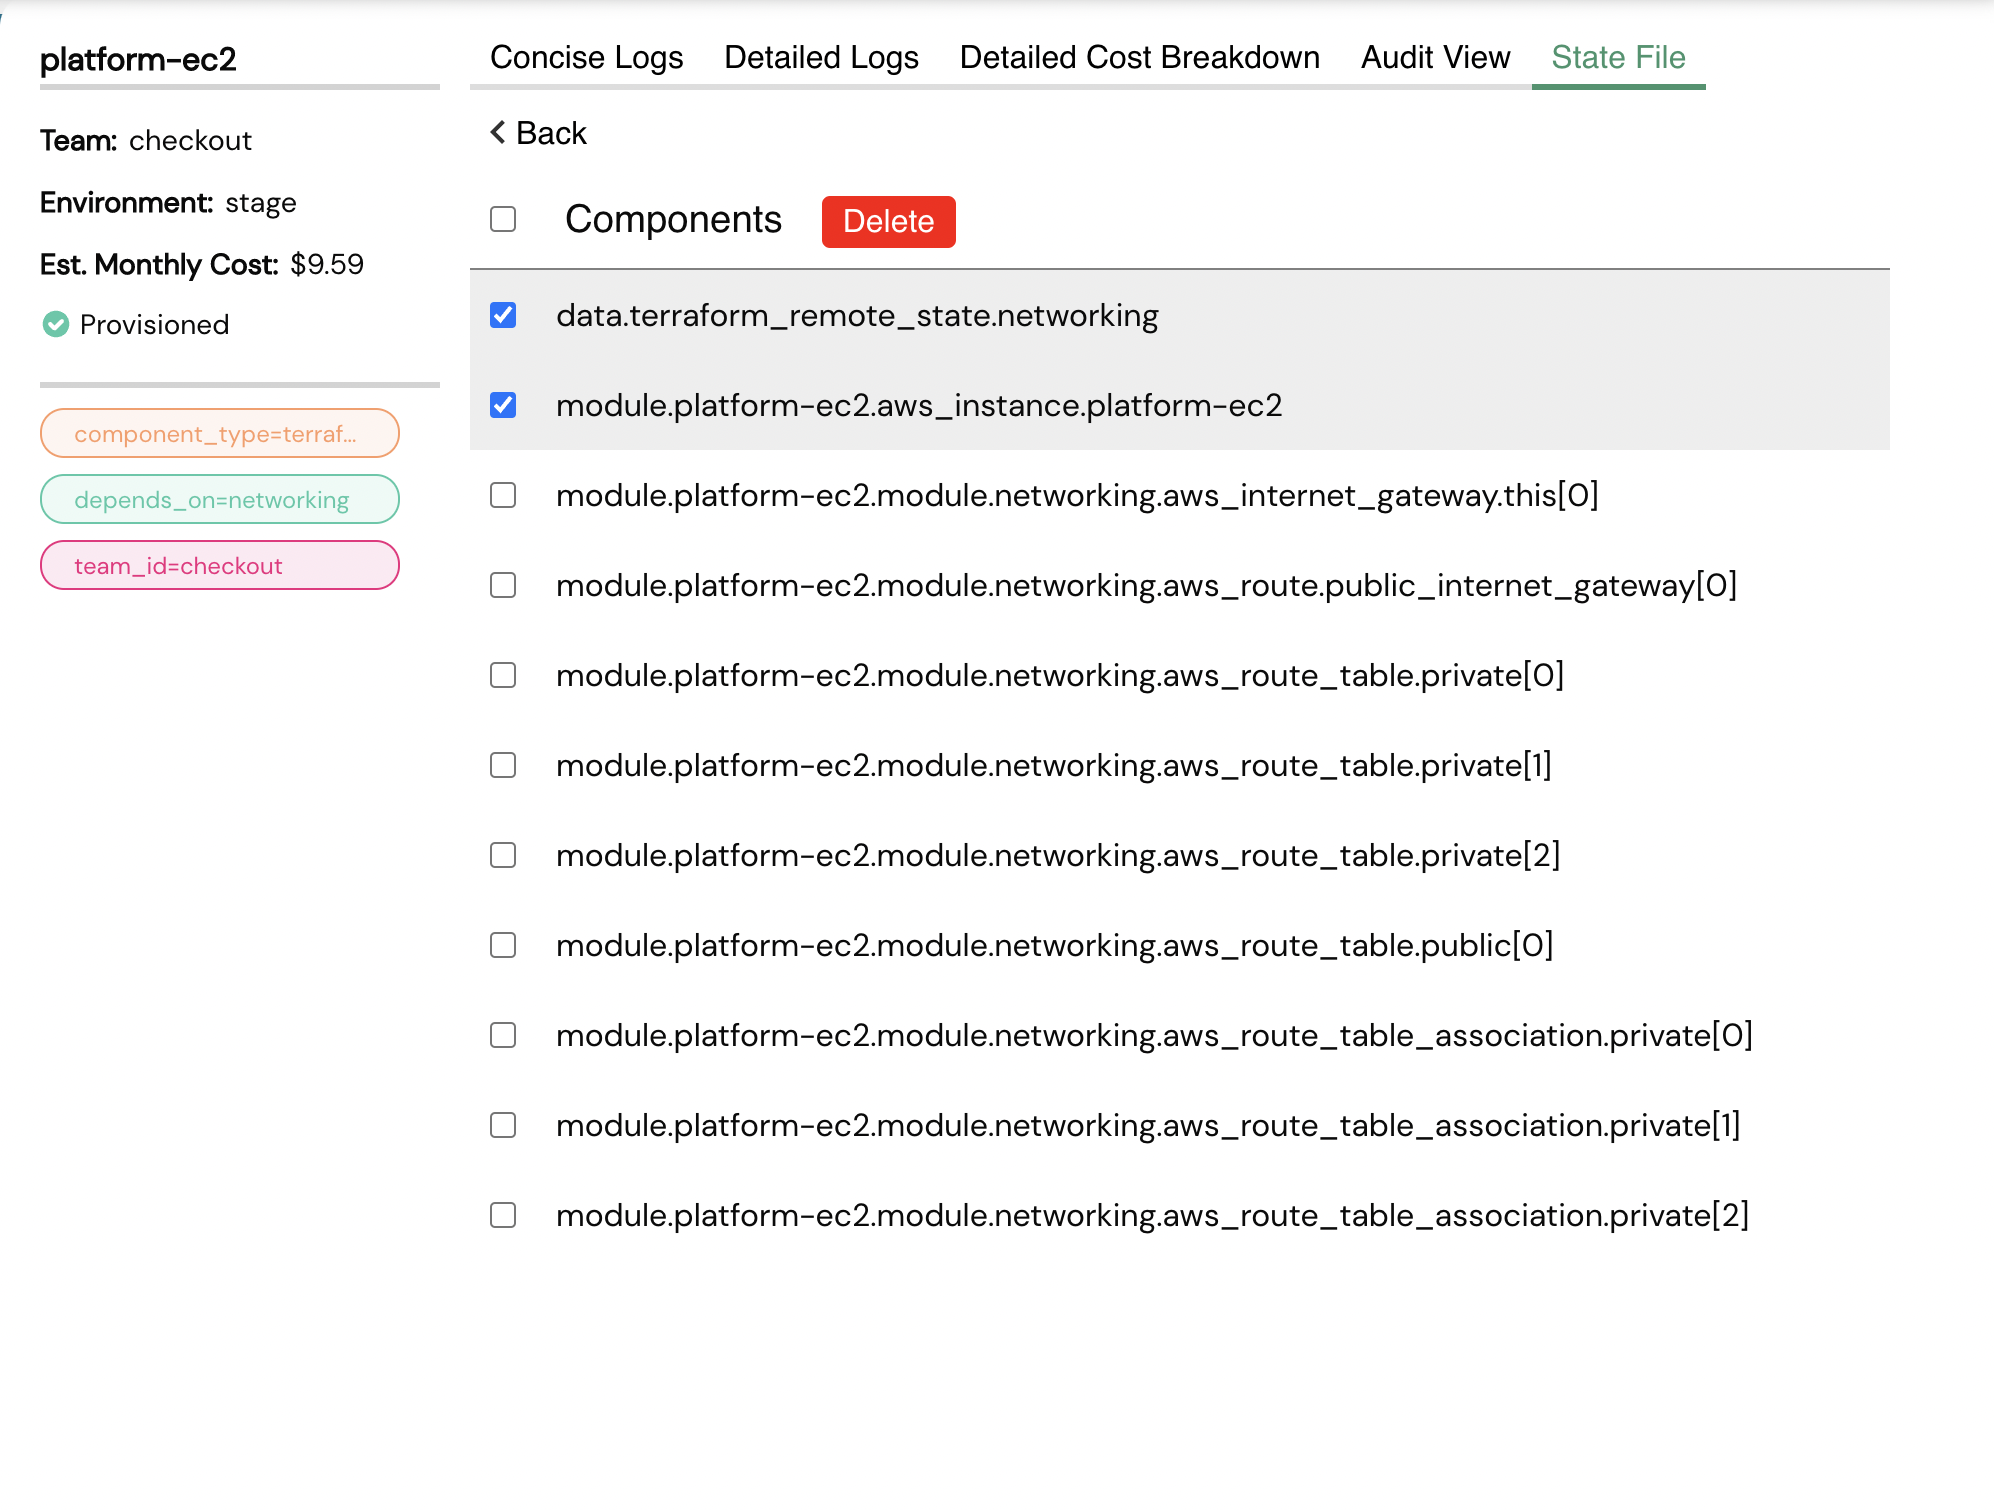 platform-ec2
Team: checkout
Environment: stage
Est. Monthly Cost: $9.59
Provisioned
component_type=terraf...
depends_on=networking
team_id=checkout
Concise Logs Detailed Logs Detailed Cost Breakdown Audit View State File
Back
Components Delete
data.terraform_remote_state.networking
module.platform-ec2.aws_instance.platform-ec2
module.platform-ec2.module.networking.aws_internet_gateway.this[0]
module.platform-ec2.module.networking.aws_route.public_internet_gateway[0]
module.platform-ec2.module.networking.aws_route_table.private[0]
module.platform-ec2.module.networking.aws_route_table.private[1]
module.platform-ec2.module.networking.aws_route_table.private[2]
module.platform-ec2.module.networking.aws_route_table.public[0]
module.platform-ec2.module.networking.aws_route_table_association.private[0]
module.platform-ec2.module.networking.aws_route_table_association.private[1]
module.platform-ec2.module.networking.aws_route_table_association.private[2]